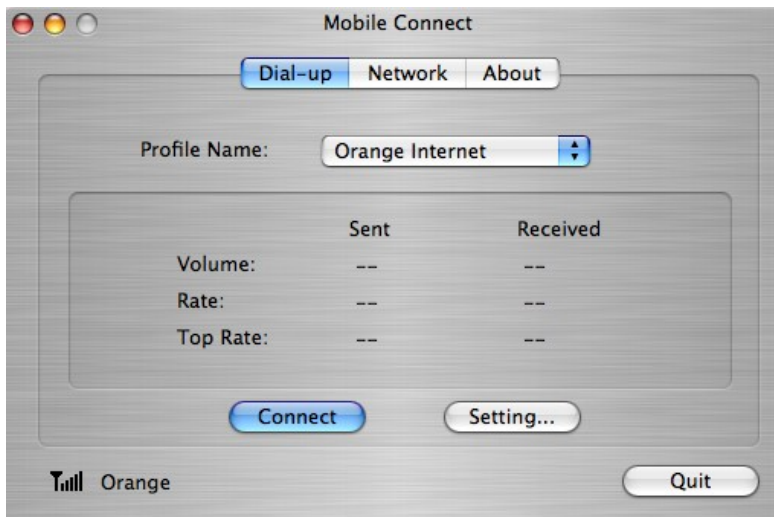 Mobile Connect
Dial-up Network About
Profile Name: Orange Internet
Sent Received
Volume: -- --
Rate: -- --
Top Rate: -- --
Connect Setting...
Orange Quit